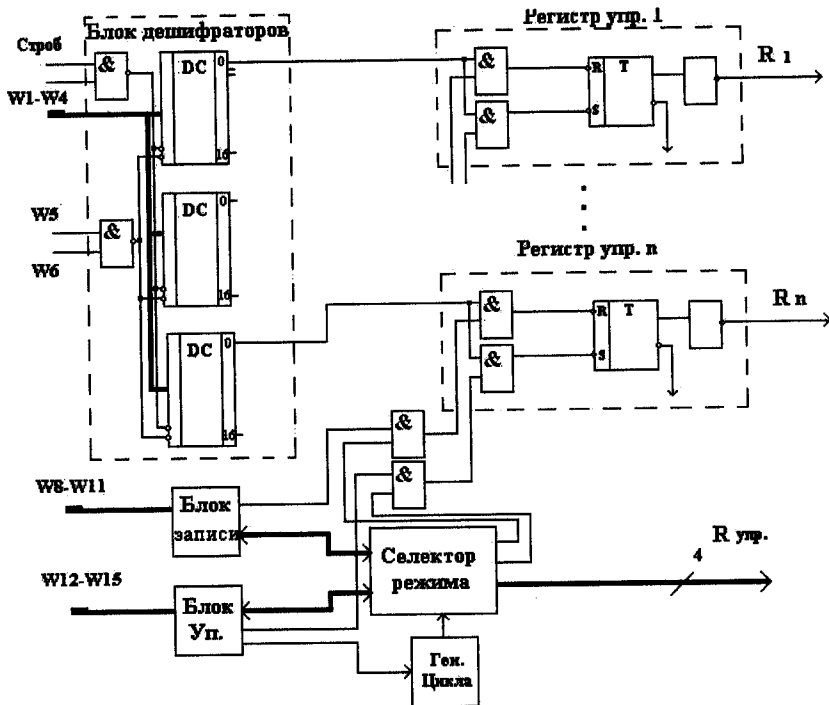 Регистр упр. 1
Блок дешифраторов
Строб
&
DC
0
16
W1-W4
&
&
R
T
S
R 1
W5
&
W6
DC
0
16
Регистр упр. n
&
&
R
T
S
R n
DC
0
16
&
&
W8-W11
Блок
записи
Селектор
режима
4
R упр.
W12-W15
Блок
Уп.
Ген.
Цикла